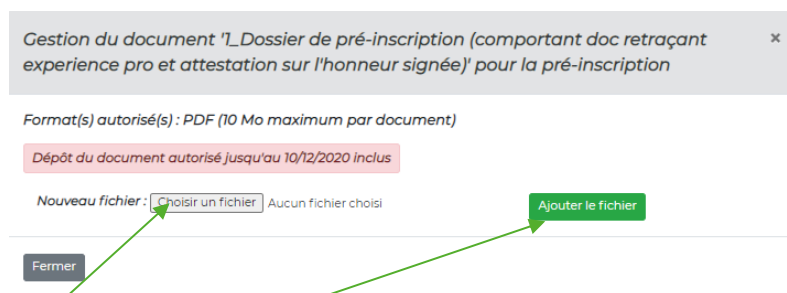 Gestion du document '1_Dossier de pré-inscription (comportant doc retraçant
experience pro et attestation sur l'honneur signée)' pour la pré-inscription
×
Format(s) autorisé(s) : PDF (10 Mo maximum par document)
Dépôt du document autorisé jusqu'au 10/12/2020 inclus
Nouveau fichier : Choisir un fichier Aucun fichier choisi Ajouter le fichier
Fermer